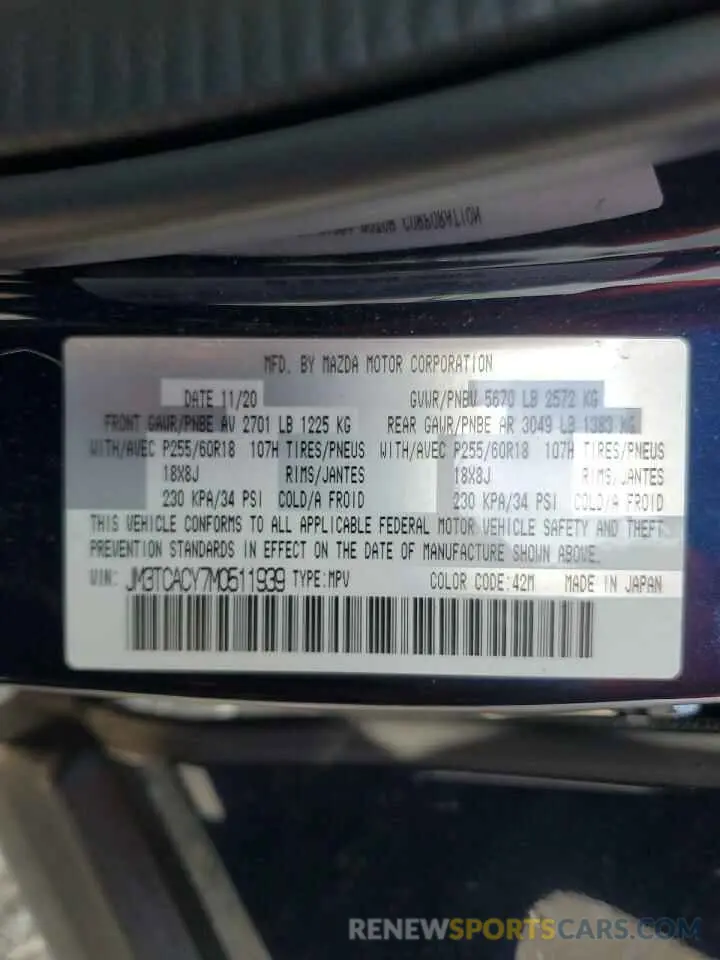 CORPORATION
MFD. BY MAZDA MOTOR CORPORATION
DATE 11/20 GVWR/PNBV 5670 LB 2572 KG
FRONT GAWR/PNBE AV 2701 LB 1225 KG REAR GAWR/PNBE AR 3049 LB 1383 KG
WITH/AVEC P255/60R18 107H TIRES/PNEUS WITH/AVEC P255/60R18 107H TIRES/PNEUS
18X8J RIMS/JANTES 18X8J RIMS/JANTES
230 KPA/34 PSI COLD/A FROID 230 KPA/34 PSI COLD/A FROID
THIS VEHICLE CONFORMS TO ALL APPLICABLE FEDERAL MOTOR VEHICLE SAFETY AND THEFT
PREVENTION STANDARDS IN EFFECT ON THE DATE OF MANUFACTURE SHOWN ABOVE.
VIN: JM3TCACY7M0511939 TYPE:MPV COLOR CODE:42M MADE IN JAPAN
RENEWSPORTSCARS.COM